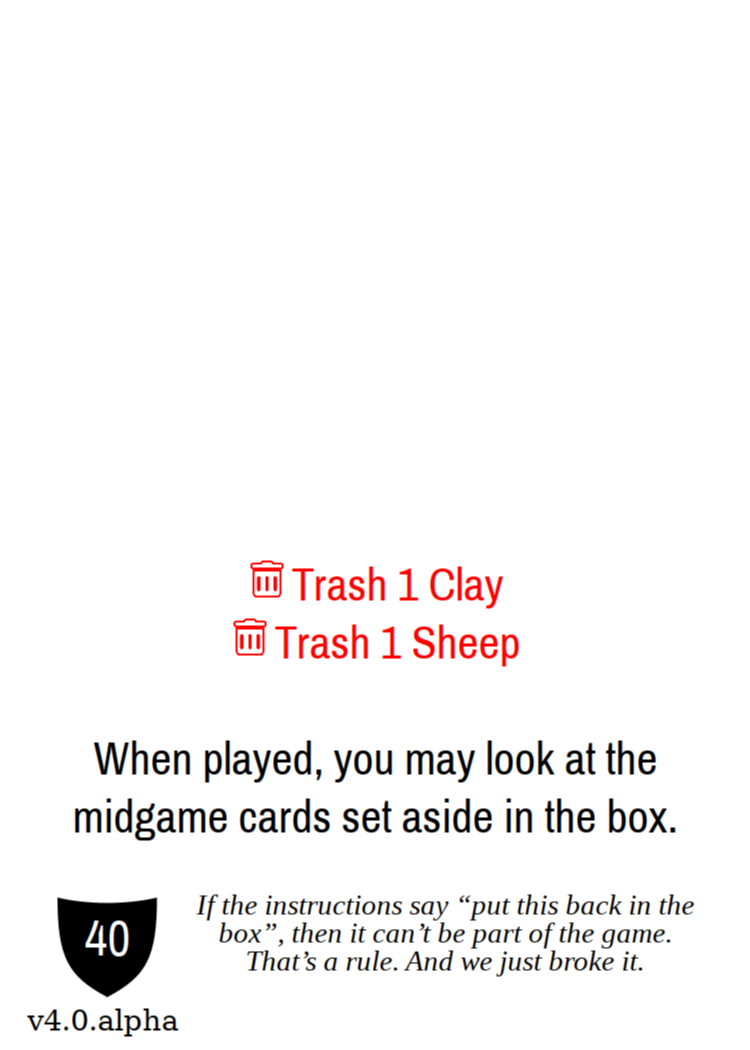 Trash 1 Clay
Trash 1 Sheep
When played, you may look at the
midgame cards set aside in the box.
If the instructions say “put this back in the
box”, then it can’t be part of the game.
That’s a rule. And we just broke it.
40
v4.0.alpha